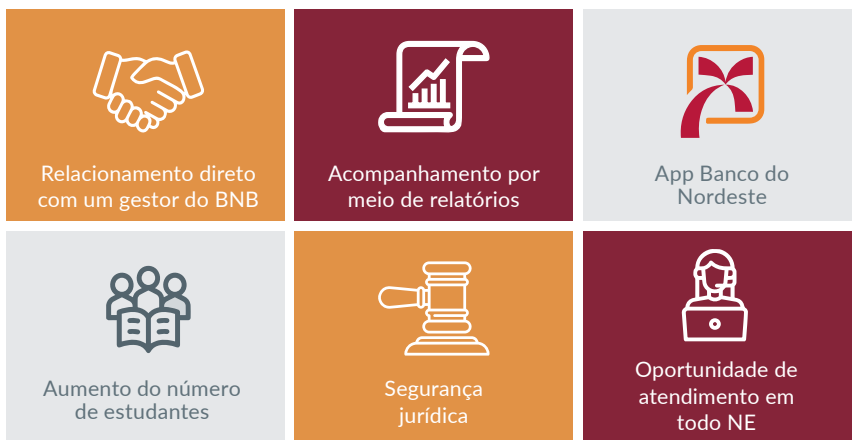 Relacionamento direto
com um gestor do BNB
Acompanhamento por
meio de relatórios
App Banco do
Nordeste
Aumento do número
de estudantes
Segurança
jurídica
Oportunidade de
atendimento em
todo NE